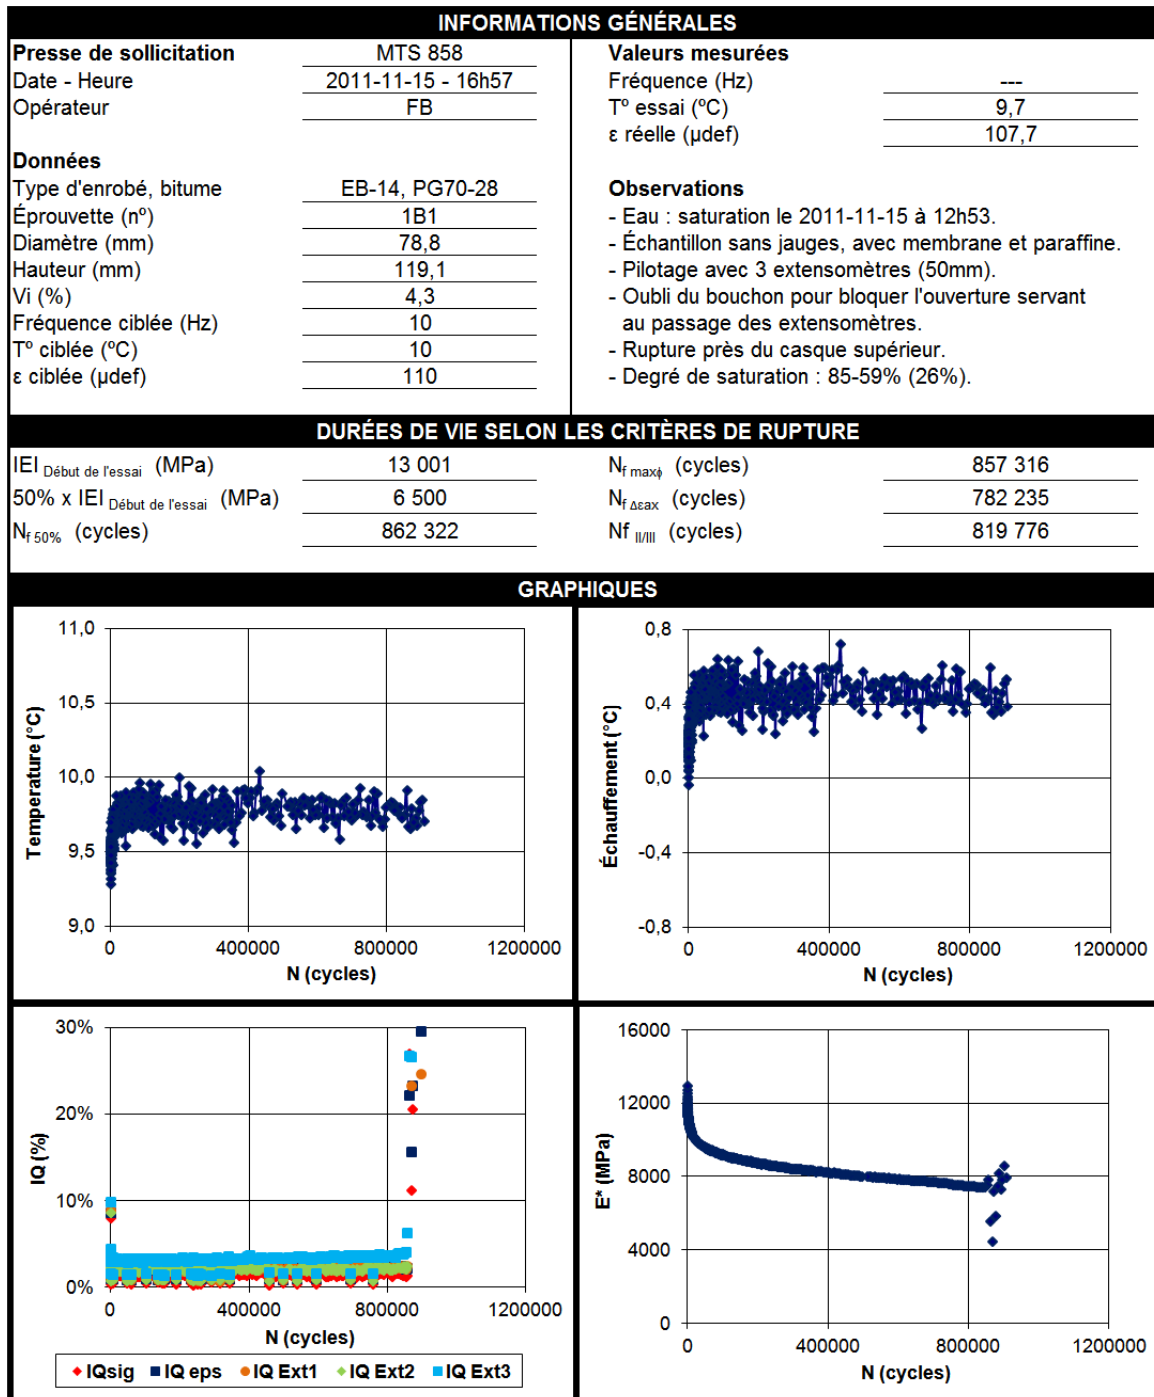 INFORMATIONS GÉNÉRALES
Presse de sollicitation MTS 858
Date - Heure 2011-11-15 - 16h57
Opérateur FB
Données
Type d'enrobé, bitume EB-14, PG70-28
Éprouvette (nº) 1B1
Diamètre (mm) 78,8
Hauteur (mm) 119,1
Vi (%) 4,3
Fréquence ciblée (Hz) 10
Tº ciblée (ºC) 10
ε ciblée (µdef) 110
Valeurs mesurées
Fréquence (Hz) ---
Tº essai (ºC) 9,7
ε réelle (µdef) 107,7
Observations
- Eau : saturation le 2011-11-15 à 12h53.
- Échantillon sans jauges, avec membrane et paraffine.
- Pilotage avec 3 extensomètres (50mm).
- Oubli du bouchon pour bloquer l'ouverture servant
au passage des extensomètres.
- Rupture près du casque supérieur.
- Degré de saturation : 85-59% (26%).
DURÉES DE VIE SELON LES CRITÈRES DE RUPTURE
IEI Début de l'essai (MPa) 13 001
50% x IEI Début de l'essai (MPa) 6 500
Nf 50% (cycles) 862 322
Nf maxϕ (cycles) 857 316
Nf Δεax (cycles) 782 235
Nf II/III (cycles) 819 776
GRAPHIQUES
Temperature (°C)
11,0
10,5
10,0
9,5
9,0
0 400000 800000 1200000
N (cycles)
Échauffement (°C)
0,8
0,4
0,0
-0,4
-0,8
0 400000 800000 1200000
N (cycles)
IQ (%)
30%
20%
10%
0%
0 400000 800000 1200000
N (cycles)
IQsig IQ eps IQ Ext1 IQ Ext2 IQ Ext3
E* (MPa)
16000
12000
8000
4000
0
0 400000 800000 1200000
N (cycles)